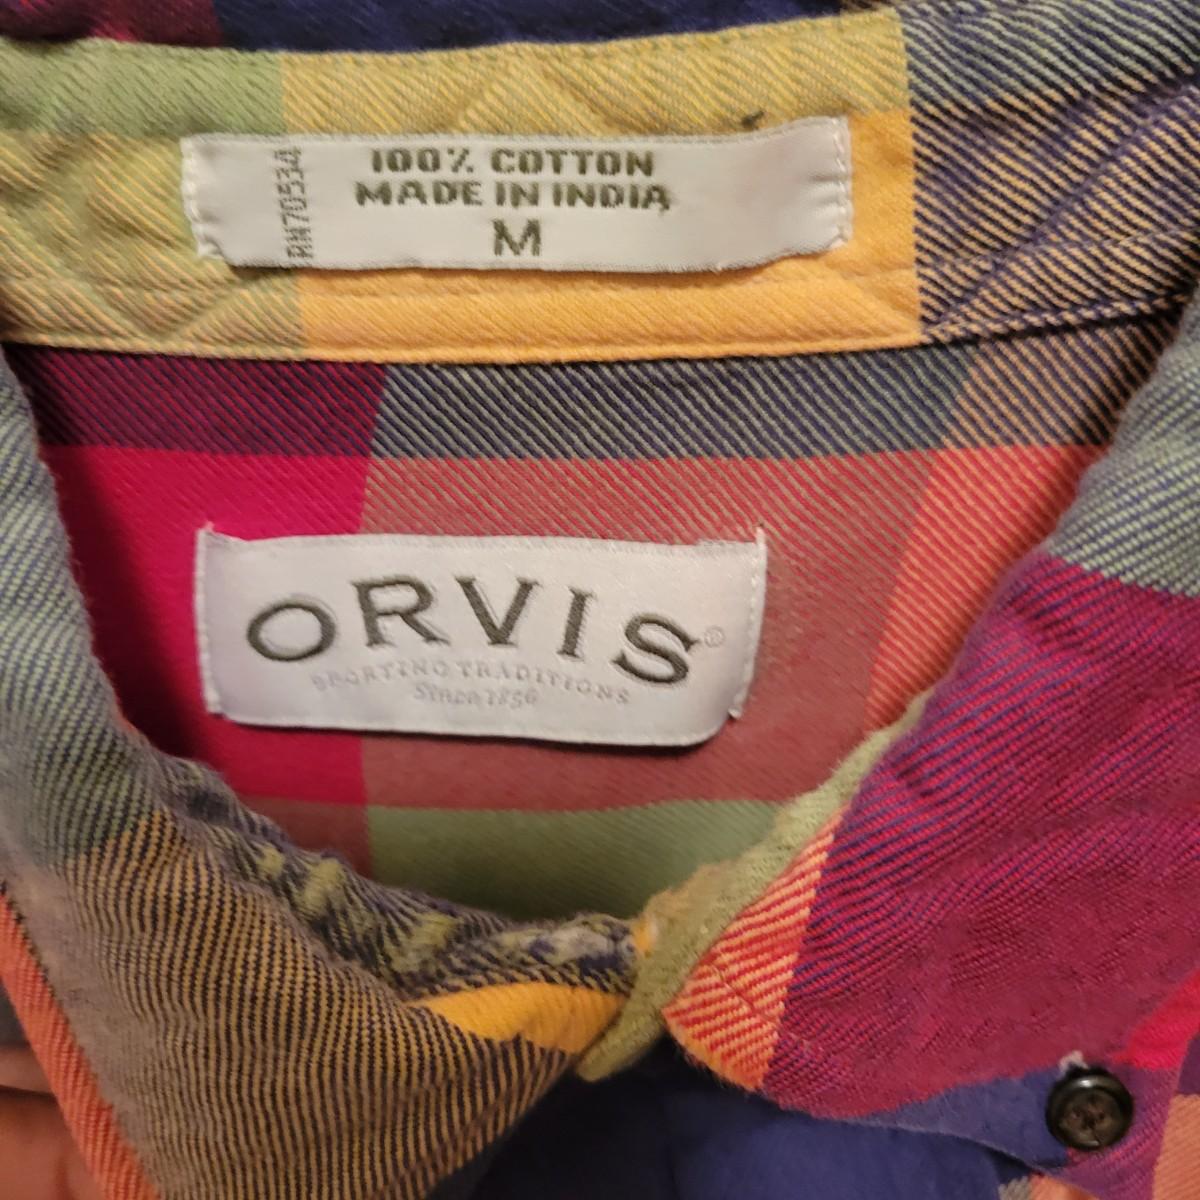 100% COTTON
MADE IN INDIA
M
RN70534
ORVIS®
SPORTING TRADITIONS
Since 1856